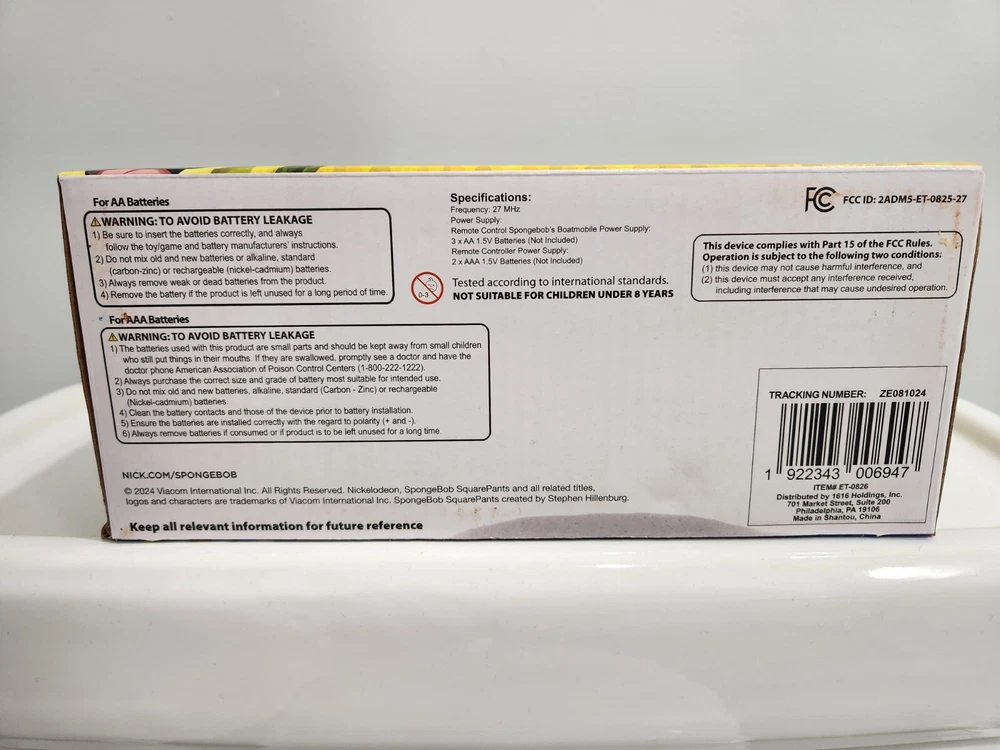 For AA Batteries
WARNING: TO AVOID BATTERY LEAKAGE
1) Be sure to insert the batteries correctly, and always
follow the toy/game and battery manufacturers' instructions.
2) Do not mix old and new batteries or alkaline, standard
(carbon-zinc) or rechargeable (nickel-cadmium) batteries.
3) Always remove weak or dead batteries from the product.
4) Remove the battery if the product is left unused for a long period of time.
For AAA Batteries
WARNING: TO AVOID BATTERY LEAKAGE
1) The batteries used with this product are small parts and should be kept away from small children
who still put things in their mouths. If they are swallowed, promptly see a doctor and have the
doctor phone American Association of Poison Control Centers (1-800-222-1222).
2) Always purchase the correct size and grade of battery most suitable for intended use.
3) Do not mix old and new batteries, alkaline, standard (Carbon - Zinc) or rechargeable
(Nickel-cadmium) batteries.
4) Clean the battery contacts and those of the device prior to battery installation.
5) Ensure the batteries are installed correctly with the regard to polarity (+ and -).
6) Always remove batteries if consumed or if product is to be left unused for a long time.
NICK.COM/SPONGEBOB
© 2024 Viacom International Inc. All Rights Reserved. Nickelodeon, SpongeBob SquarePants and all related titles,
logos and characters are trademarks of Viacom International Inc. SpongeBob SquarePants created by Stephen Hillenburg.
Keep all relevant information for future reference
Specifications:
Frequency: 27 MHz
Power Supply:
Remote Control Spongebob's Boatmobile Power Supply:
3 x AA 1.5V Batteries (Not Included)
Remote Controller Power Supply:
2 x AAA 1.5V Batteries (Not Included)
0-3
Tested according to international standards.
NOT SUITABLE FOR CHILDREN UNDER 8 YEARS
FC FCC ID: 2ADM5-ET-0825-27
This device complies with Part 15 of the FCC Rules.
Operation is subject to the following two conditions:
(1) this device may not cause harmful interference, and
(2) this device must accept any interference received,
including interference that may cause undesired operation.
TRACKING NUMBER: ZE081024
1 922343 006947
ITEM# ET-0826
Distributed by 1616 Holdings, Inc.
701 Market Street, Suite 200
Philadelphia, PA 19106
Made in Shantou, China